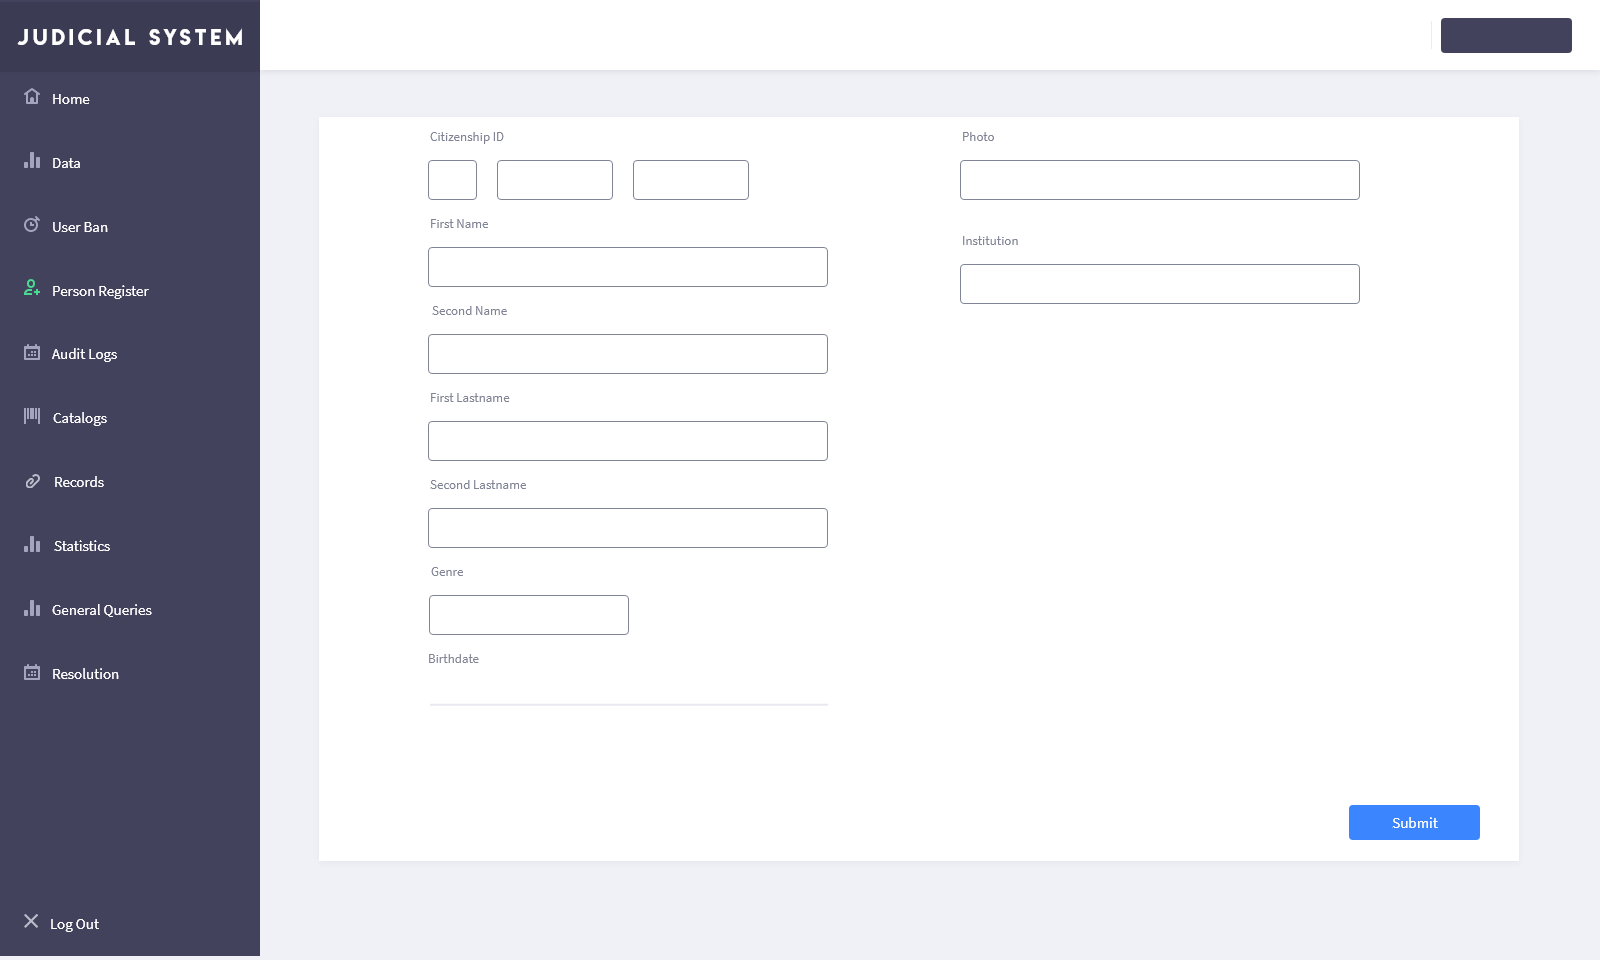 JUDICIAL SYSTEM
Home
Data
User Ban
Person Register
Audit Logs
Catalogs
Records
Statistics
General Queries
Resolution
Log Out
Citizenship ID
First Name
Second Name
First Lastname
Second Lastname
Genre
Birthdate
Photo
Institution
Submit